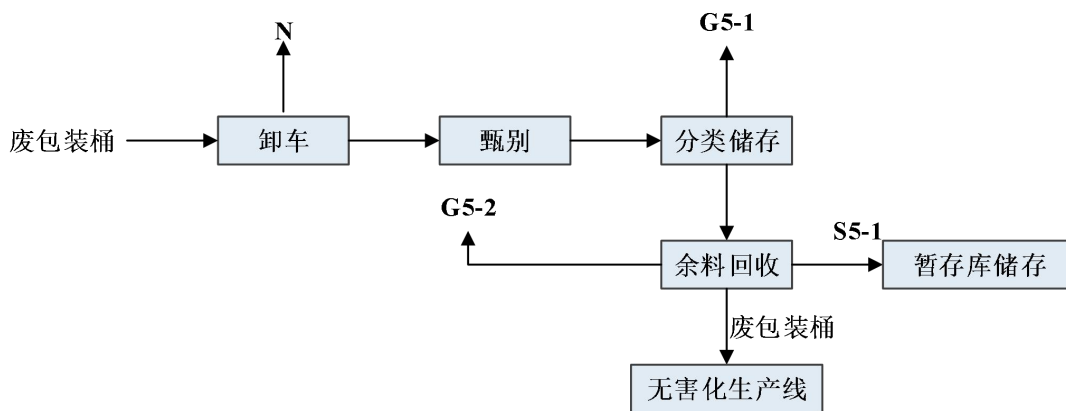 G5-1
N
废包装桶
卸车
甄别
分类储存
G5-2
S5-1
余料回收
暂存库储存
废包装桶
无害化生产线